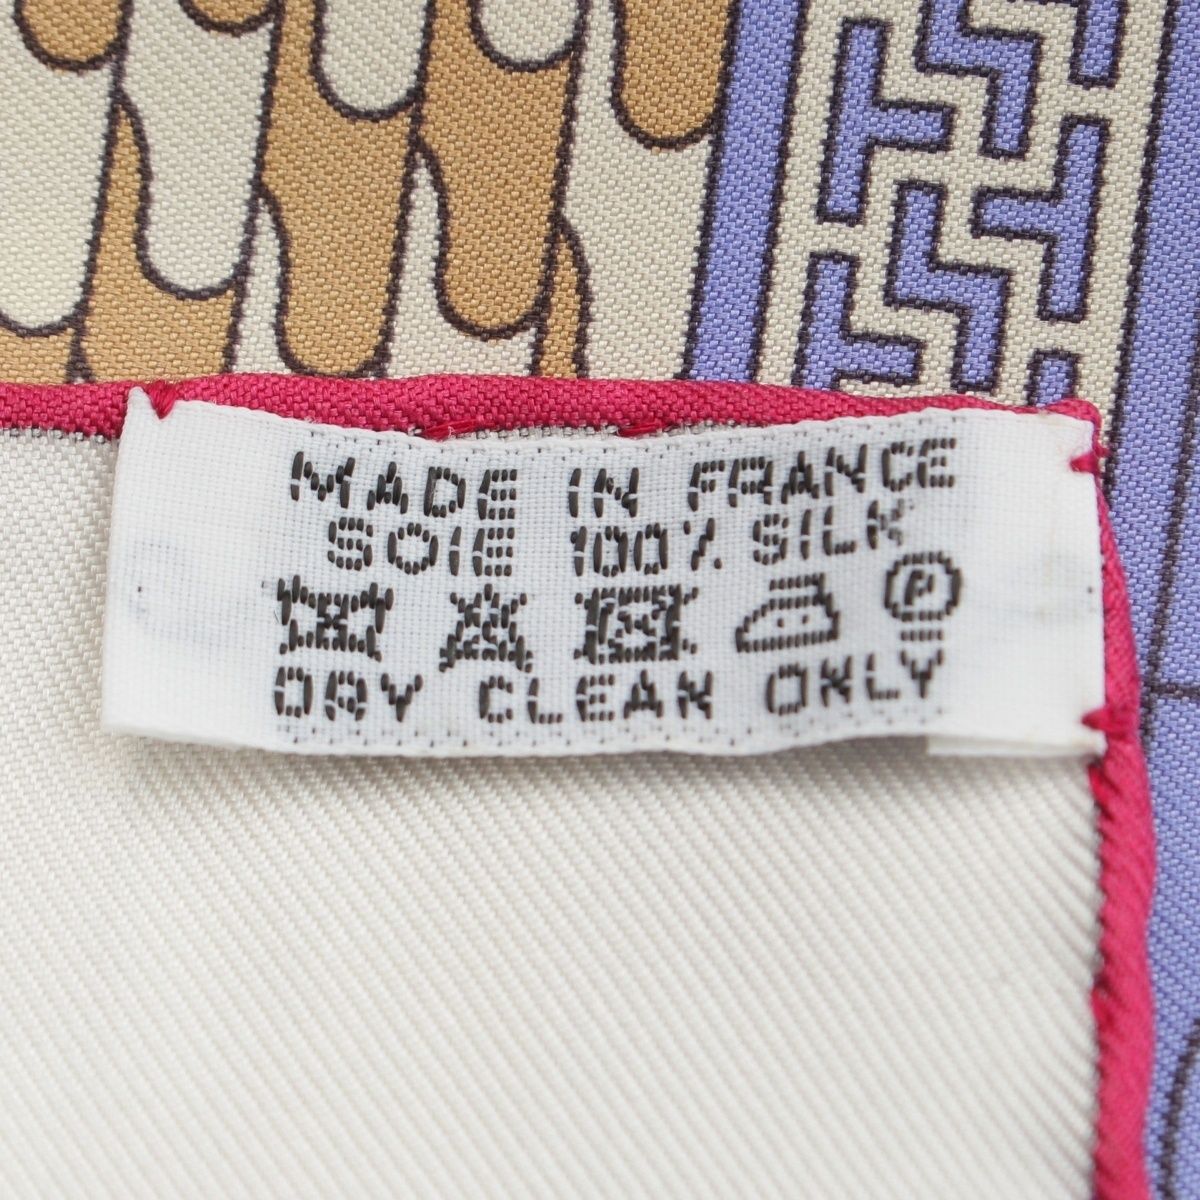 MADE IN FRANCE
SOIE 100% SILK
P
DRY CLEAN ONLY